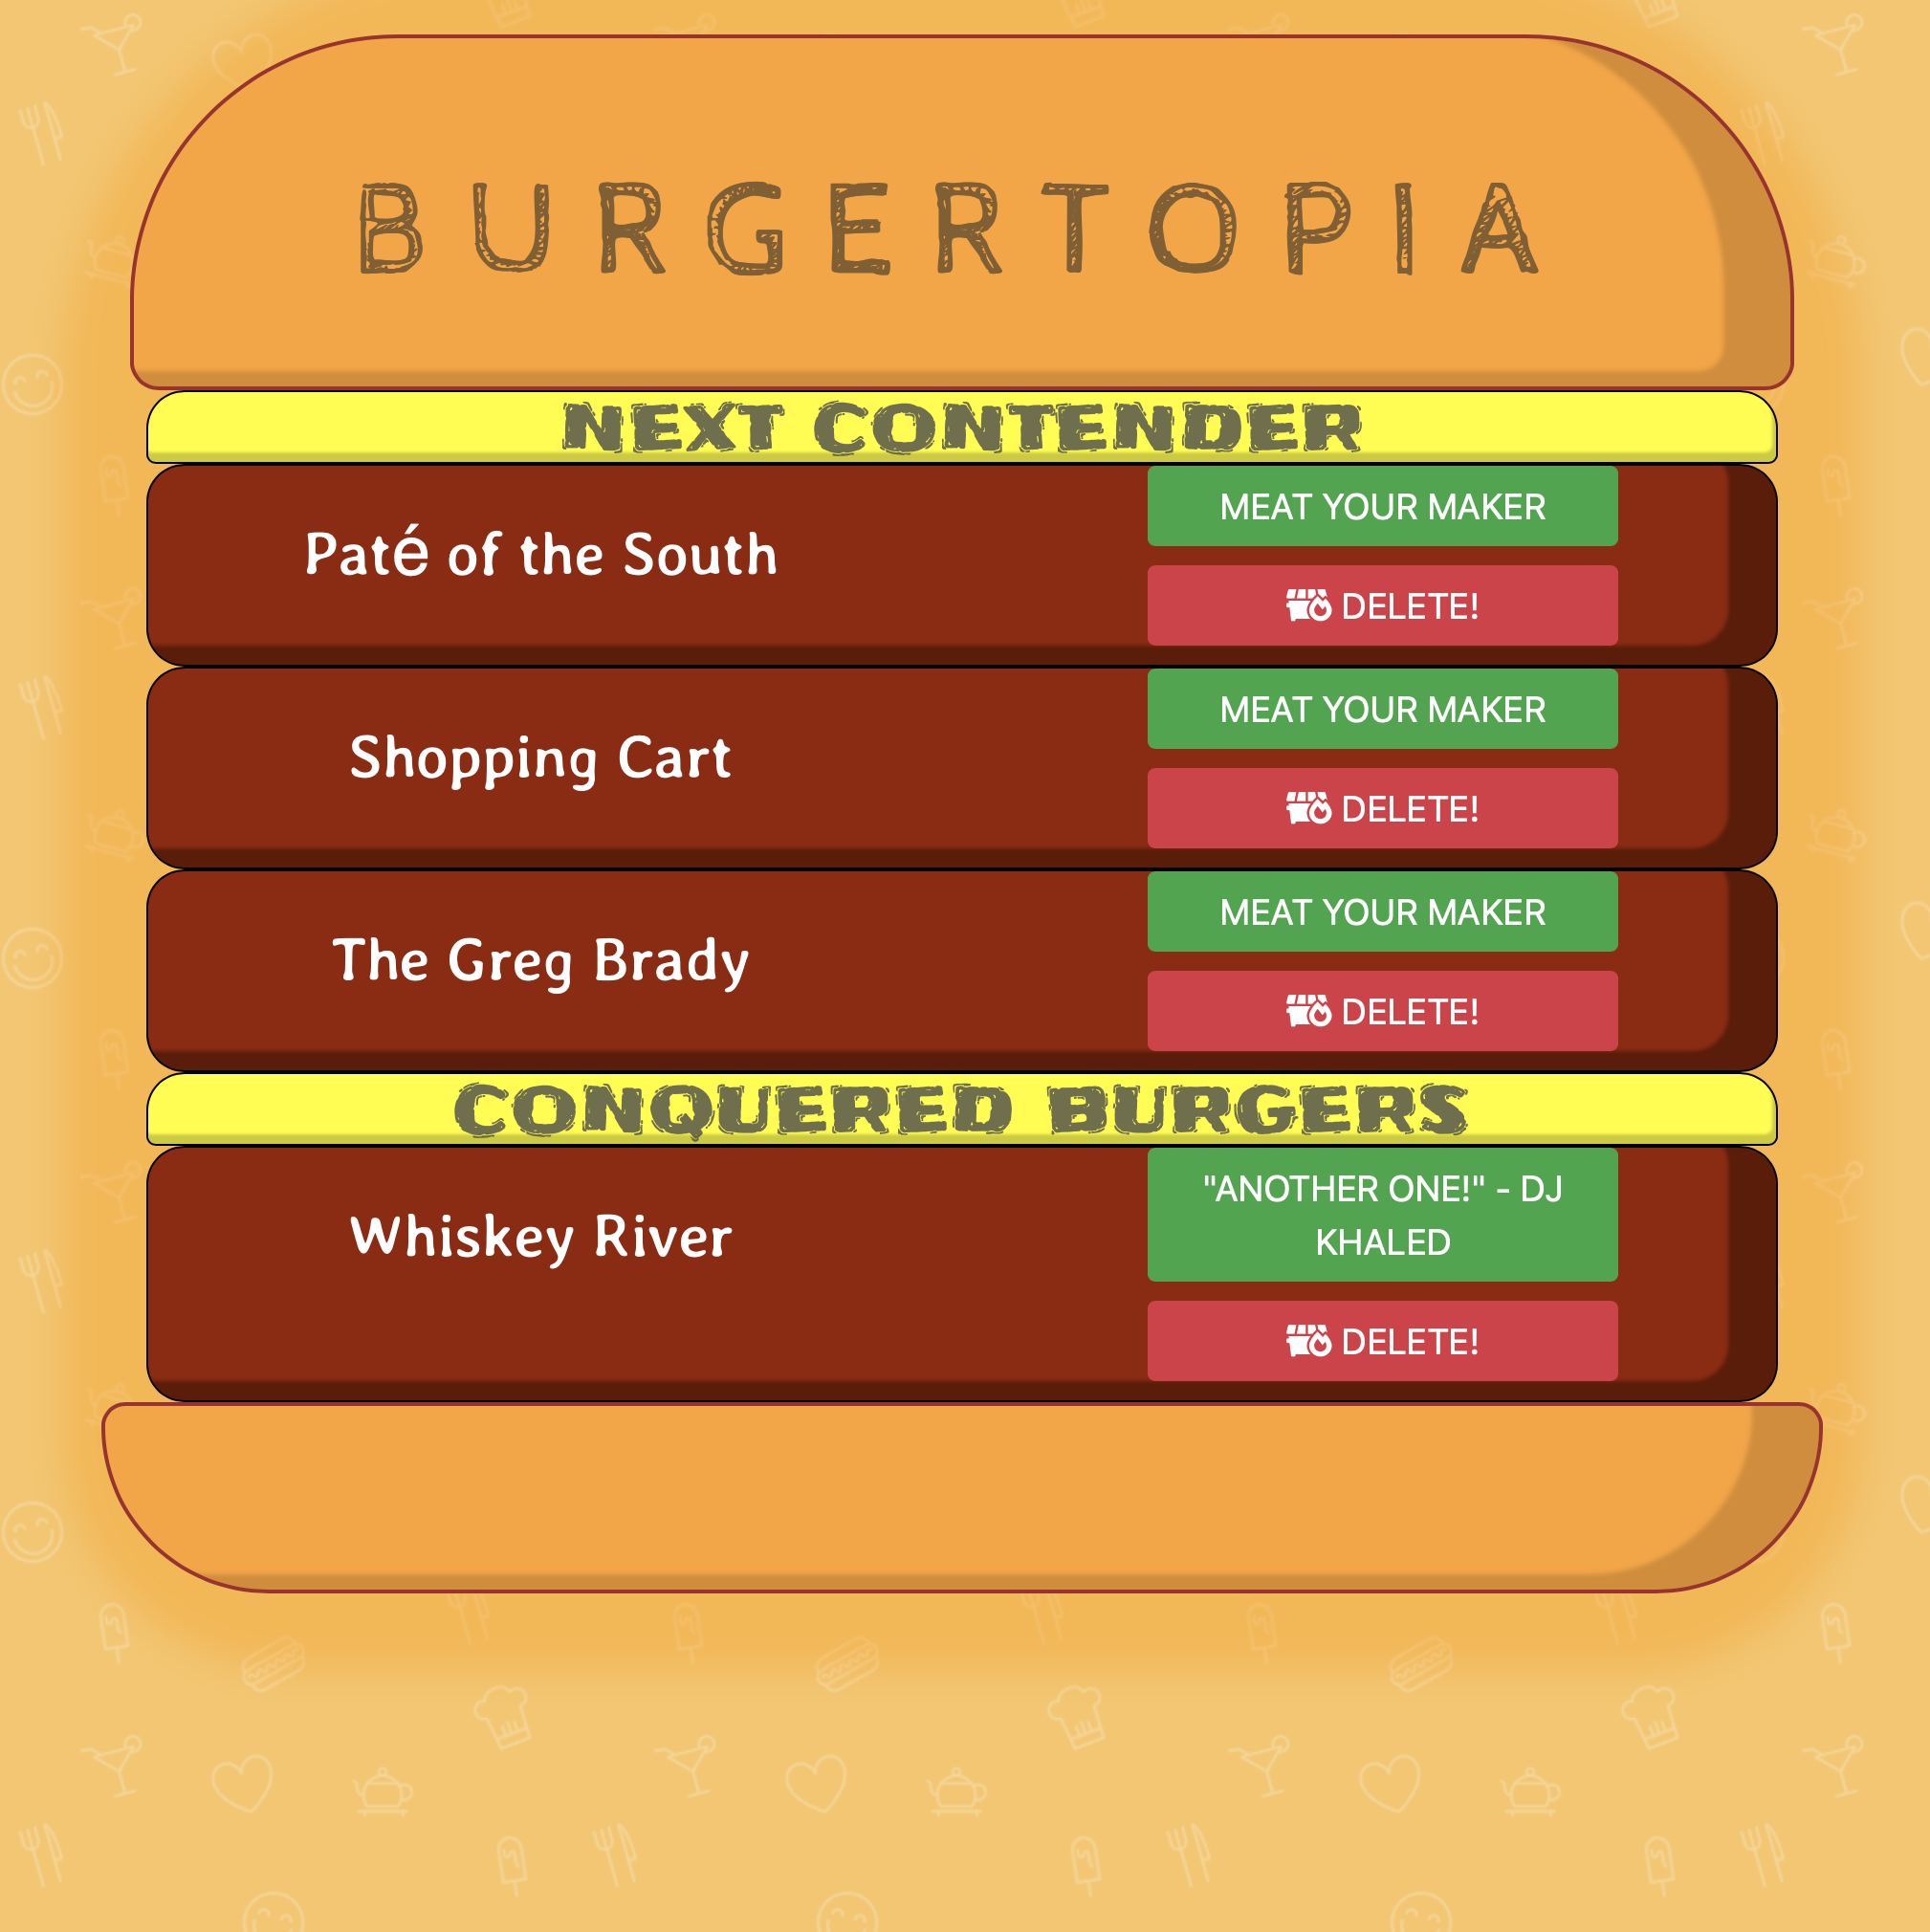 BURGERTOPIA
NEXT CONTENDER
Paté of the South
MEAT YOUR MAKER
DELETE!
Shopping Cart
MEAT YOUR MAKER
DELETE!
The Greg Brady
MEAT YOUR MAKER
DELETE!
CONQUERED BURGERS
Whiskey River
"ANOTHER ONE!" - DJ
KHALED
DELETE!